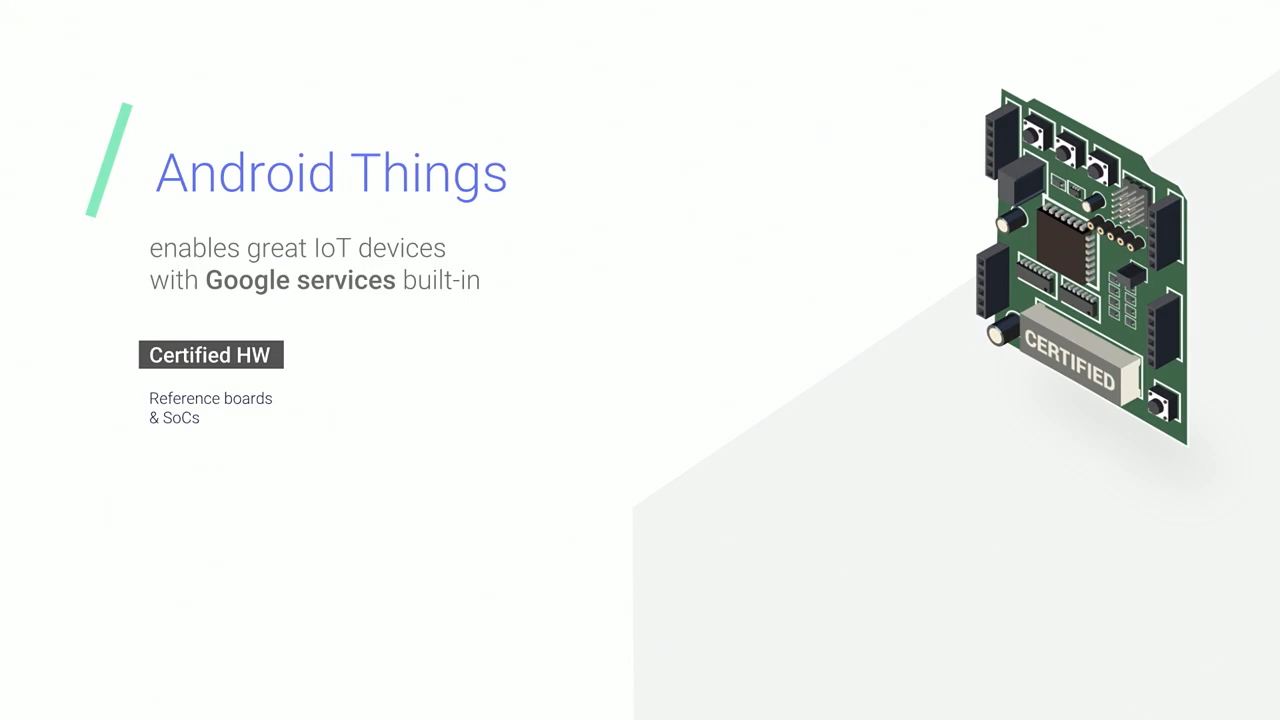 Android Things
enables great IoT devices
with Google services built-in
Certified HW
Reference boards
& SoCs
CERTIFIED